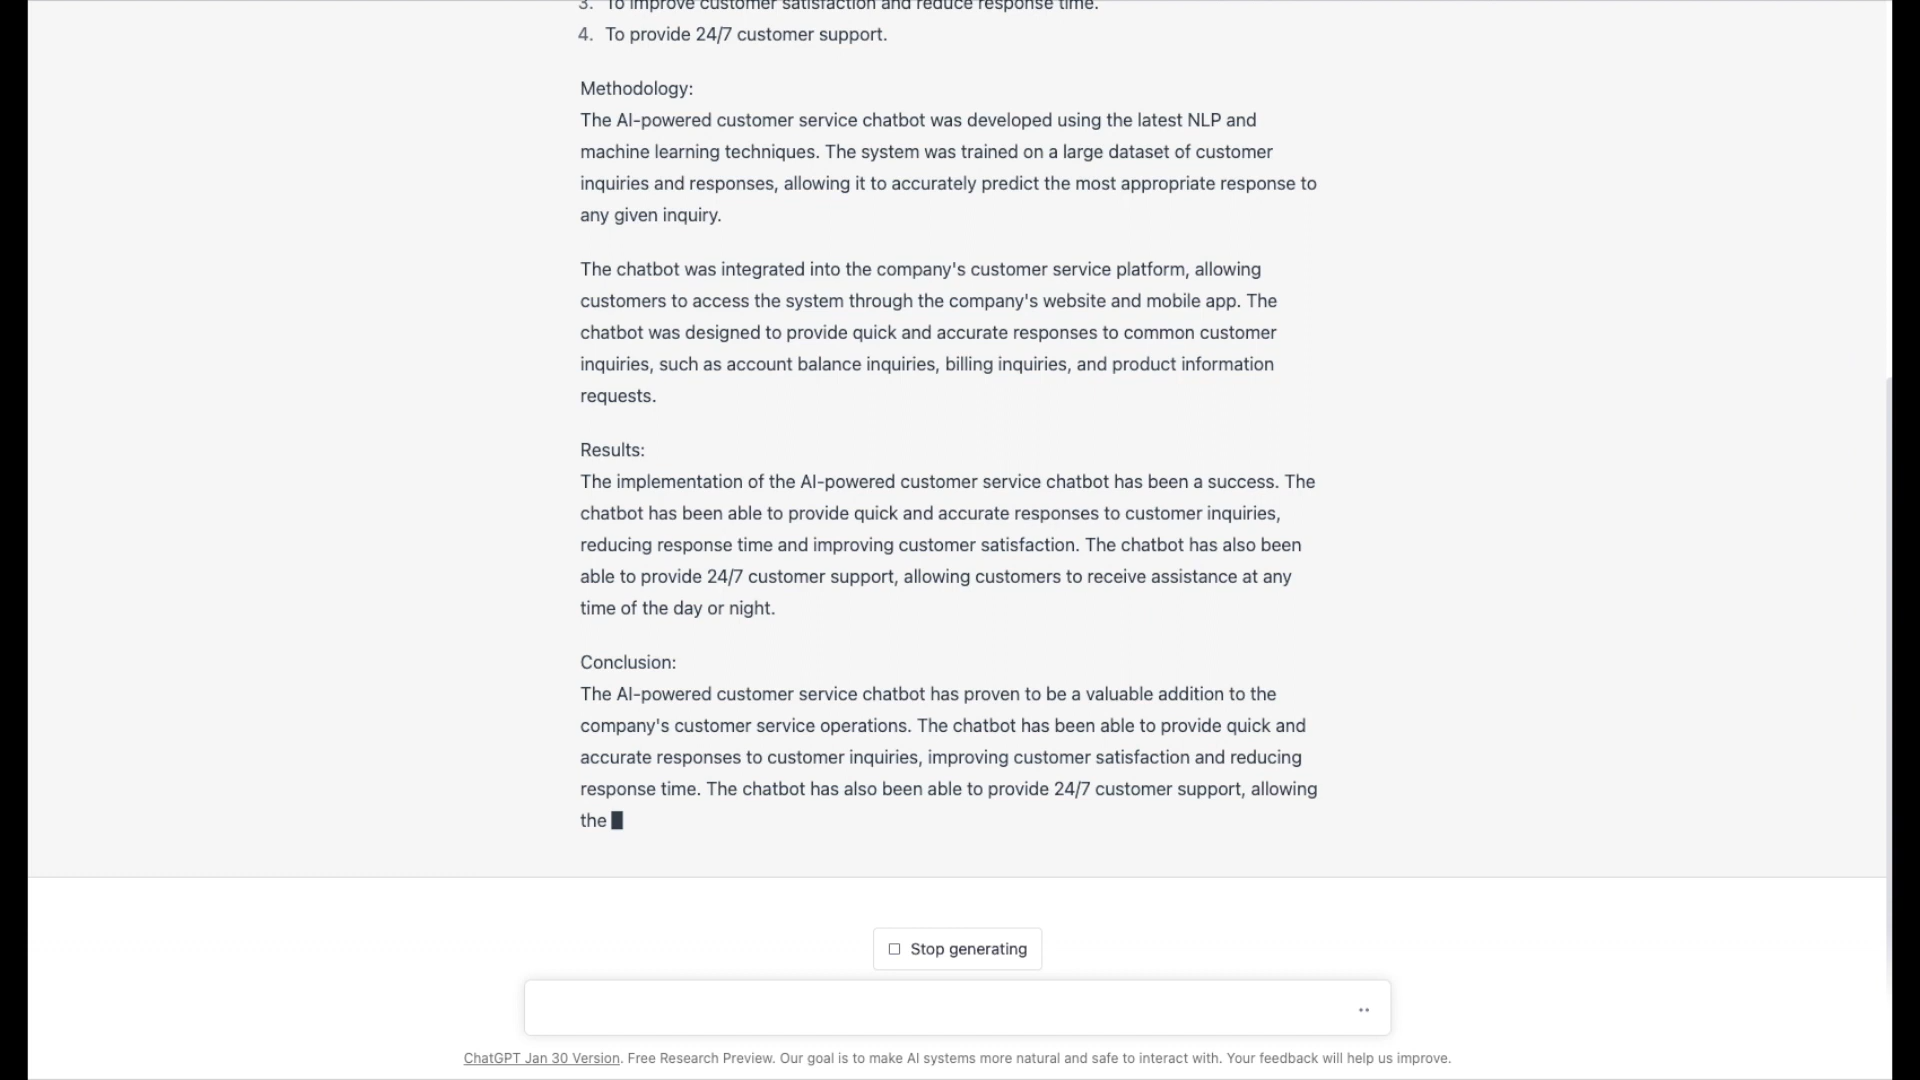 3. To improve customer satisfaction and reduce response time.
4. To provide 24/7 customer support.
Methodology:
The AI-powered customer service chatbot was developed using the latest NLP and
machine learning techniques. The system was trained on a large dataset of customer
inquiries and responses, allowing it to accurately predict the most appropriate response to
any given inquiry.
The chatbot was integrated into the company's customer service platform, allowing
customers to access the system through the company's website and mobile app. The
chatbot was designed to provide quick and accurate responses to common customer
inquiries, such as account balance inquiries, billing inquiries, and product information
requests.
Results:
The implementation of the AI-powered customer service chatbot has been a success. The
chatbot has been able to provide quick and accurate responses to customer inquiries,
reducing response time and improving customer satisfaction. The chatbot has also been
able to provide 24/7 customer support, allowing customers to receive assistance at any
time of the day or night.
Conclusion:
The AI-powered customer service chatbot has proven to be a valuable addition to the
company's customer service operations. The chatbot has been able to provide quick and
accurate responses to customer inquiries, improving customer satisfaction and reducing
response time. The chatbot has also been able to provide 24/7 customer support, allowing
the
Stop generating
ChatGPT Jan 30 Version. Free Research Preview. Our goal is to make AI systems more natural and safe to interact with. Your feedback will help us improve.